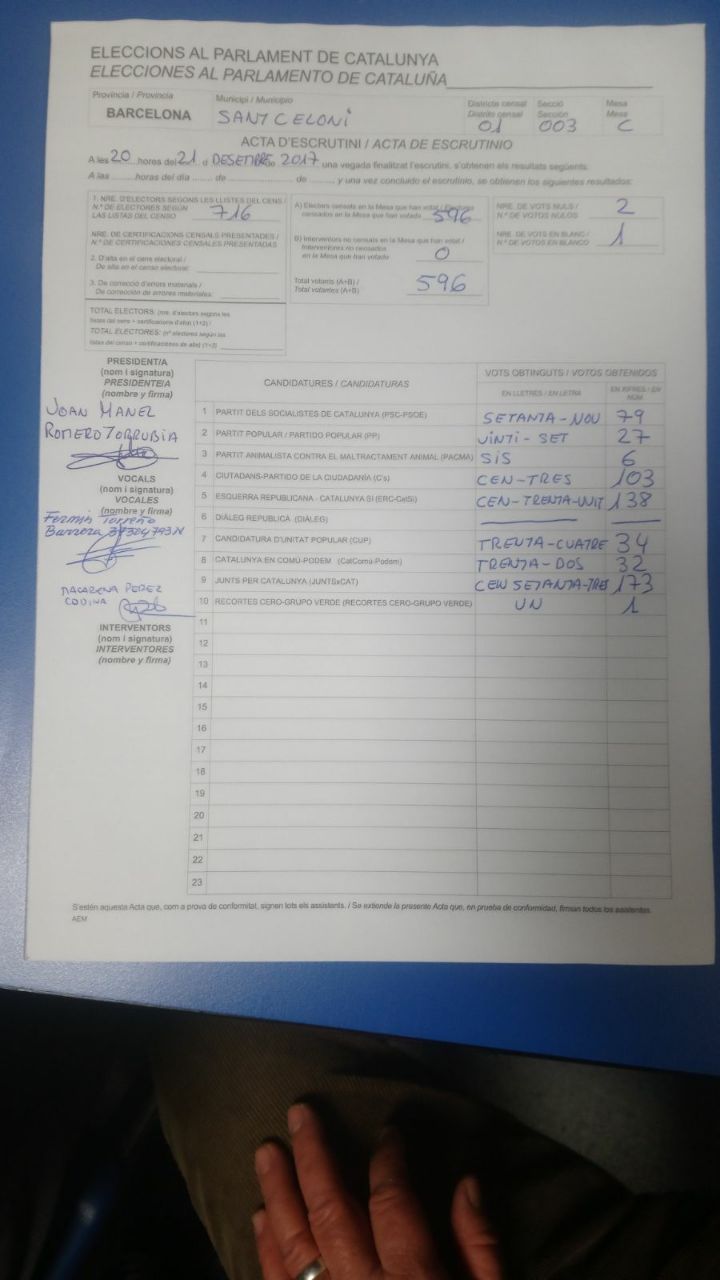 ELECCIONS AL PARLAMENT DE CATALUNYA
ELECCIONES AL PARLAMENTO DE CATALUÑA
Província / Provincia
BARCELONA
Municipi / Municipio
SANT CELONI
Districte censal
Distrito censal
01
Secció
Sección
003
Mesa
Mesa
C
ACTA D'ESCRUTINI / ACTA DE ESCRUTINIO
A les 20 horas del 21 d DESEMBRE de 2017 una vegada finalitzat l'escrutini, s'obtenen els resultats següents:
A las ........ horas del día ....... de .................... de ........., y una vez concluido el escrutinio, se obtienen los siguientes resultados:
1. NRE. D'ELECTORS SEGONS LES LLISTES DEL CENS /
N.º DE ELECTORES SEGÚN
LAS LISTAS DEL CENSO
716
NRE. DE CERTIFICACIONS CENSALS PRESENTADES /
N.º DE CERTIFICACIONES CENSALES PRESENTADAS
2. D'alta en el cens electoral /
De alta en el censo electoral:
3. De correcció d'errors materials /
De corrección de errores materiales:
TOTAL ELECTORS: (nre. d'electors segons les
llistes del cens + certificacions d'alta) (1+2) /
TOTAL ELECTORES: (nº electores según las
listas del censo + certificaciones de alta) (1+2)
A) Electors censats en la Mesa que han votat / Electores
censados en la Mesa que han votado
596
B) Interventors no censats en la Mesa que han votat /
Interventores no censados
en la Mesa que han votado
0
Total votants (A+B) /
Total votantes (A+B)
596
NRE. DE VOTS NULS /
N.º DE VOTOS NULOS
2
NRE. DE VOTS EN BLANC /
N.º DE VOTOS EN BLANCO
1
PRESIDENT/A
(nom i signatura)
PRESIDENTE/A
(nombre y firma)
JOAN MANEL
ROMERO TORRUBIA
VOCALS
(nom i signatura)
VOCALES
(nombre y firma)
Fermin Torreño
Barrera
MACARENA PEREZ
CODINA
INTERVENTORS
(nom i signatura)
INTERVENTORES
(nombre y firma)
CANDIDATURES / CANDIDATURAS
VOTS OBTINGUTS / VOTOS OBTENIDOS
EN LLETRES / EN LETRA
EN XIFRES / EN NÚM
1 PARTIT DELS SOCIALISTES DE CATALUNYA (PSC-PSOE) SETANTA-NOU 79
2 PARTIT POPULAR / PARTIDO POPULAR (PP) VINTI-SET 27
3 PARTIT ANIMALISTA CONTRA EL MALTRACTAMENT ANIMAL (PACMA) SIS 6
4 CIUTADANS-PARTIDO DE LA CIUDADANÍA (C's) CEN-TRES 103
5 ESQUERRA REPUBLICANA - CATALUNYA SÍ (ERC-CatSí) CEN-TRENTA-VUIT 138
6 DIÀLEG REPUBLICÀ (DIÀLEG)
7 CANDIDATURA D'UNITAT POPULAR (CUP) TRENTA-CUATRE 34
8 CATALUNYA EN COMÚ-PODEM (CatComú-Podem) TRENTA-DOS 32
9 JUNTS PER CATALUNYA (JUNTSxCAT) CEN SETANTA-TRES 173
10 RECORTES CERO-GRUPO VERDE (RECORTES CERO-GRUPO VERDE) UN 1
11
12
13
14
15
16
17
18
19
20
21
22
23
S'estén aquesta Acta que, com a prova de conformitat, signen tots els assistents. / Se extiende la presente Acta que, en prueba de conformidad, firman todos los asistentes.
AEM